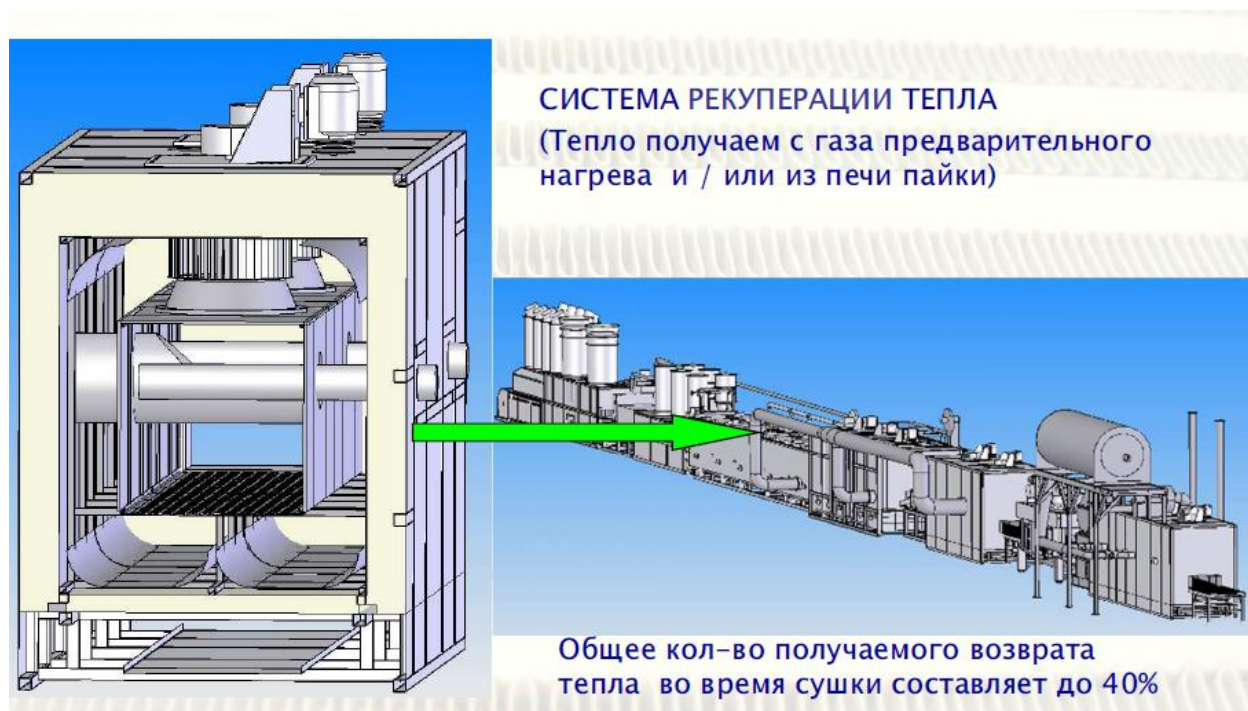 СИСТЕМА РЕКУПЕРАЦИИ ТЕПЛА
(Тепло получаем с газа предварительного
нагрева и / или из печи пайки)
Общее кол-во получаемого возврата
тепла во время сушки составляет до 40%